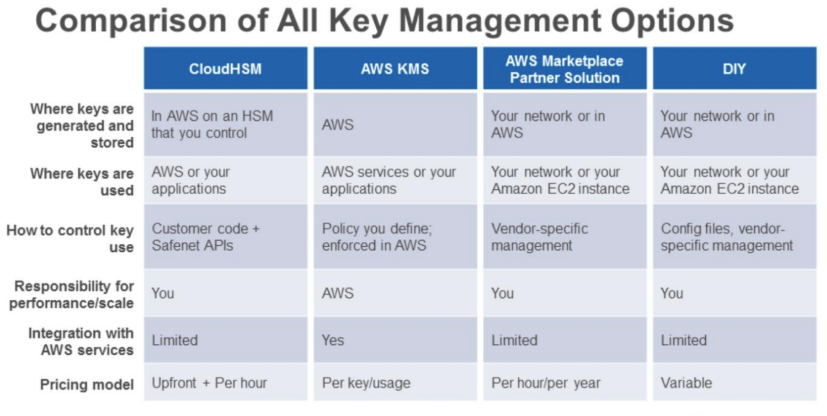 Comparison of All Key Management Options
CloudHSM
AWS KMS
AWS Marketplace
Partner Solution
DIY
Where keys are
generated and
stored
In AWS on an HSM
that you control
AWS
Your network or in
AWS
Your network or in
AWS
Where keys are
used
AWS or your
applications
AWS services or your
applications
Your network or your
Amazon EC2 instance
Your network or your
Amazon EC2 instance
How to control key
use
Customer code +
Safenet APIs
Policy you define;
enforced in AWS
Vendor-specific
management
Config files, vendor-
specific management
Responsibility for
performance/scale
You
AWS
You
You
Integration with
AWS services
Limited
Yes
Limited
Limited
Pricing model
Upfront + Per hour
Per key/usage
Per hour/per year
Variable